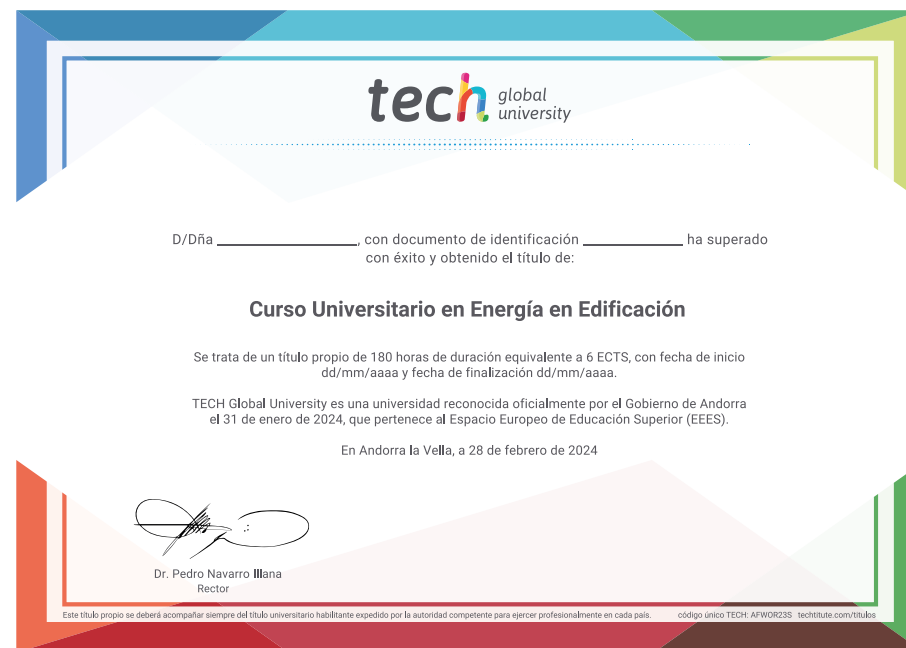 tech global university
D/Dña ____________, con documento de identificación ____________ ha superado
con éxito y obtenido el título de:
Curso Universitario en Energía en Edificación
Se trata de un título propio de 180 horas de duración equivalente a 6 ECTS, con fecha de inicio
dd/mm/aaaa y fecha de finalización dd/mm/aaaa.
TECH Global University es una universidad reconocida oficialmente por el Gobierno de Andorra
el 31 de enero de 2024, que pertenece al Espacio Europeo de Educación Superior (EEES).
En Andorra la Vella, a 28 de febrero de 2024
Dr. Pedro Navarro Illana
Rector
Este título propio se deberá acompañar siempre del título universitario habilitante expedido por la autoridad competente para ejercer profesionalmente en cada país. código único TECH: AFWOR23S techtitute.com/titulos